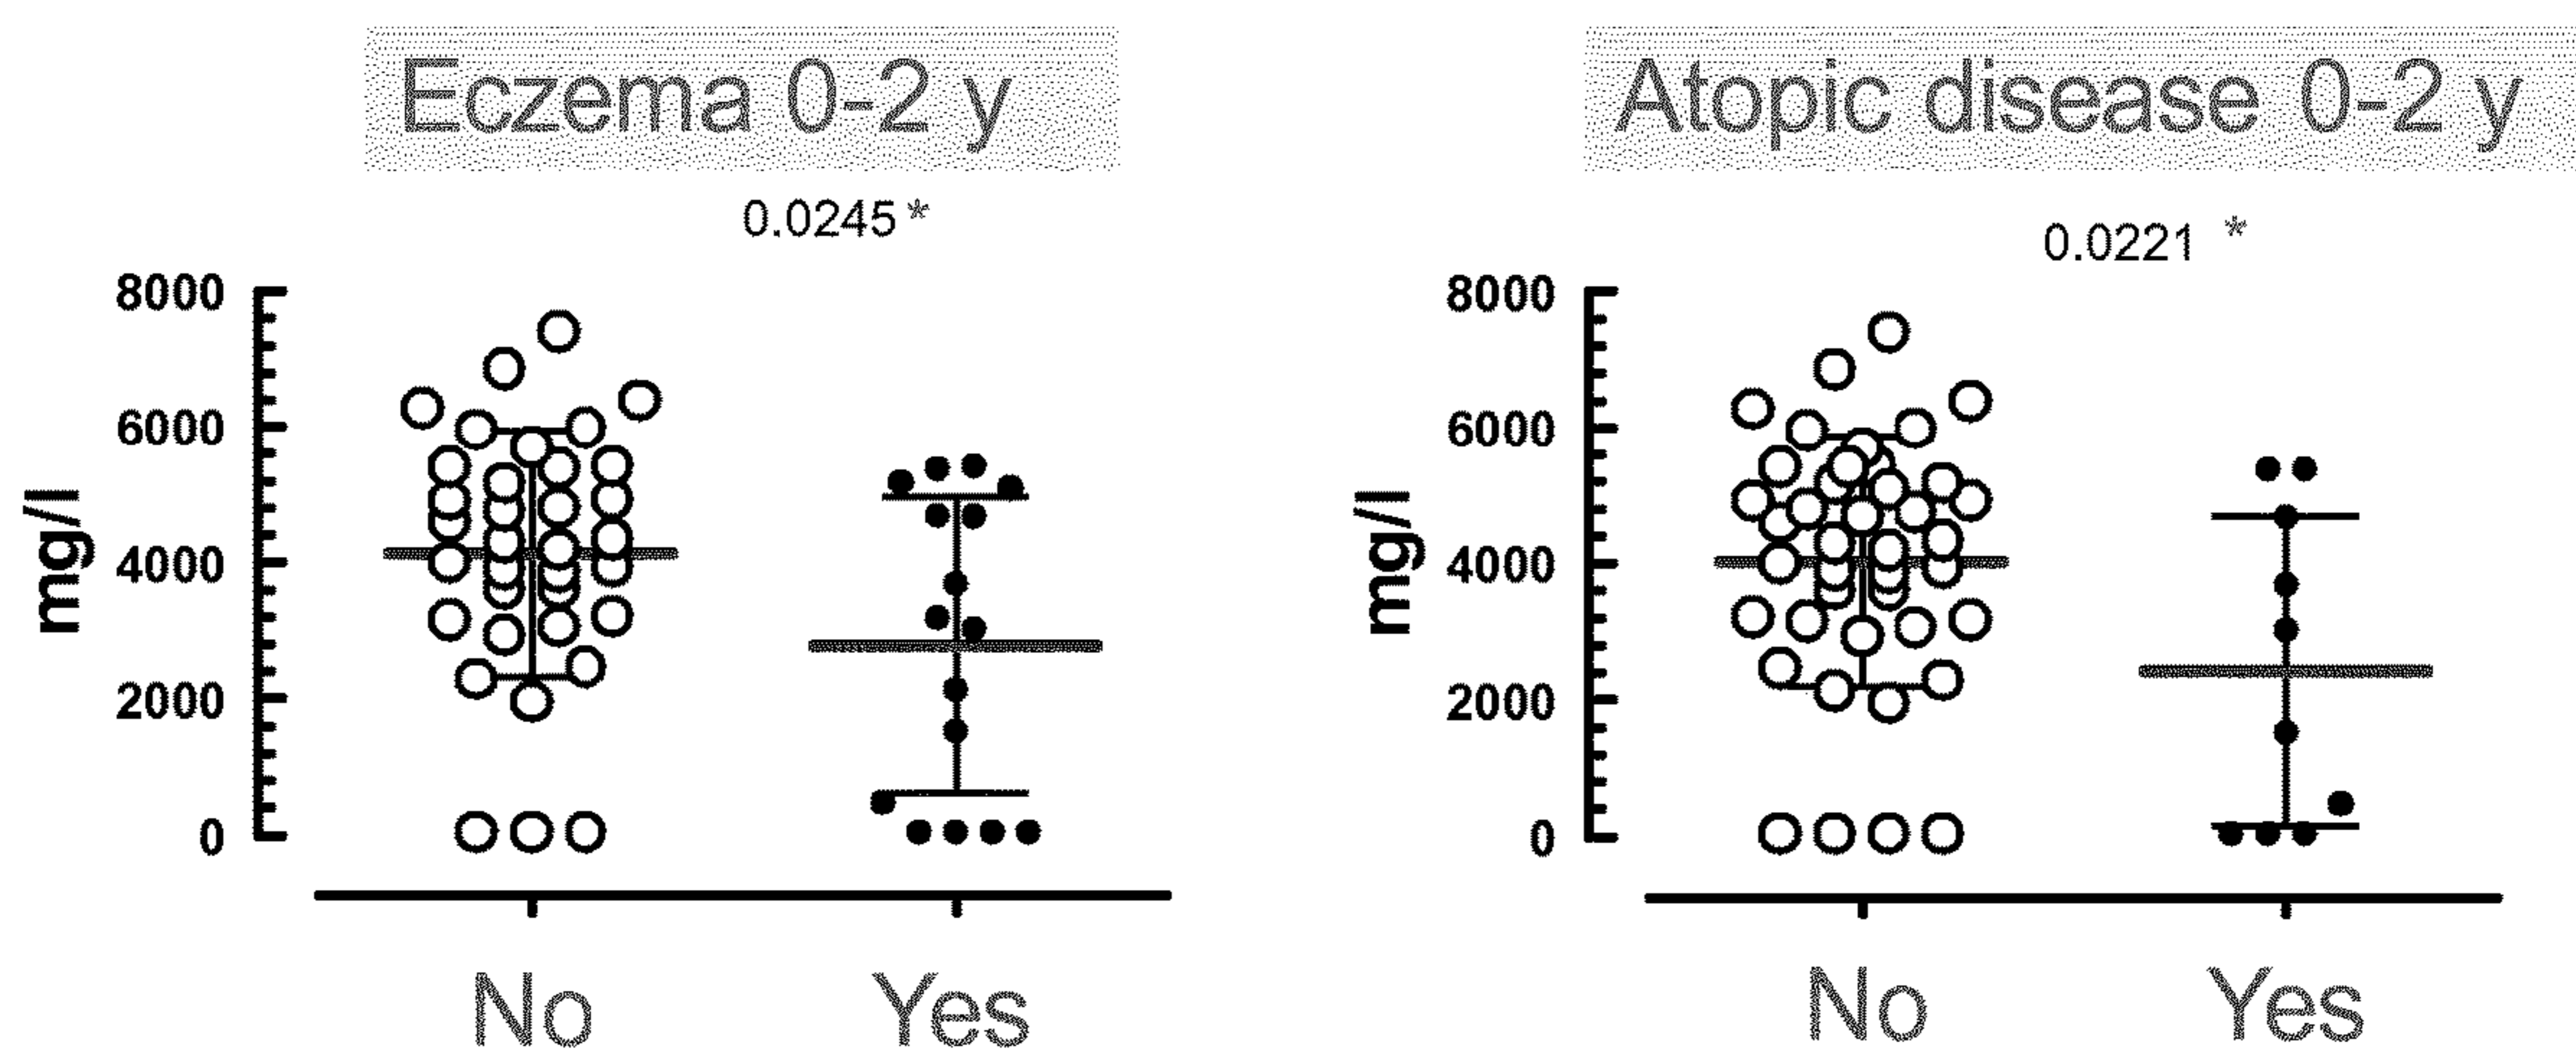 Eczema 0-2 y
0.0245 *
8000
6000
4000
2000
0
mg/l
No
Yes
Atopic disease 0-2 y
0.0221 *
8000
6000
4000
2000
0
mg/l
No
Yes